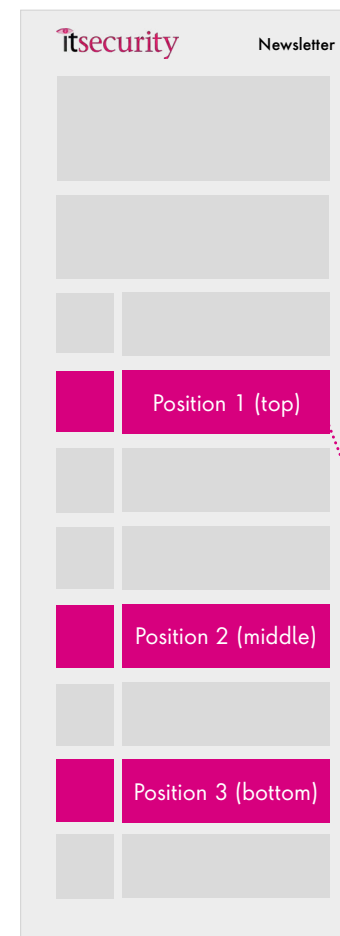 itsecurity Newsletter
Position 1 (top)
Position 2 (middle)
Position 3 (bottom)